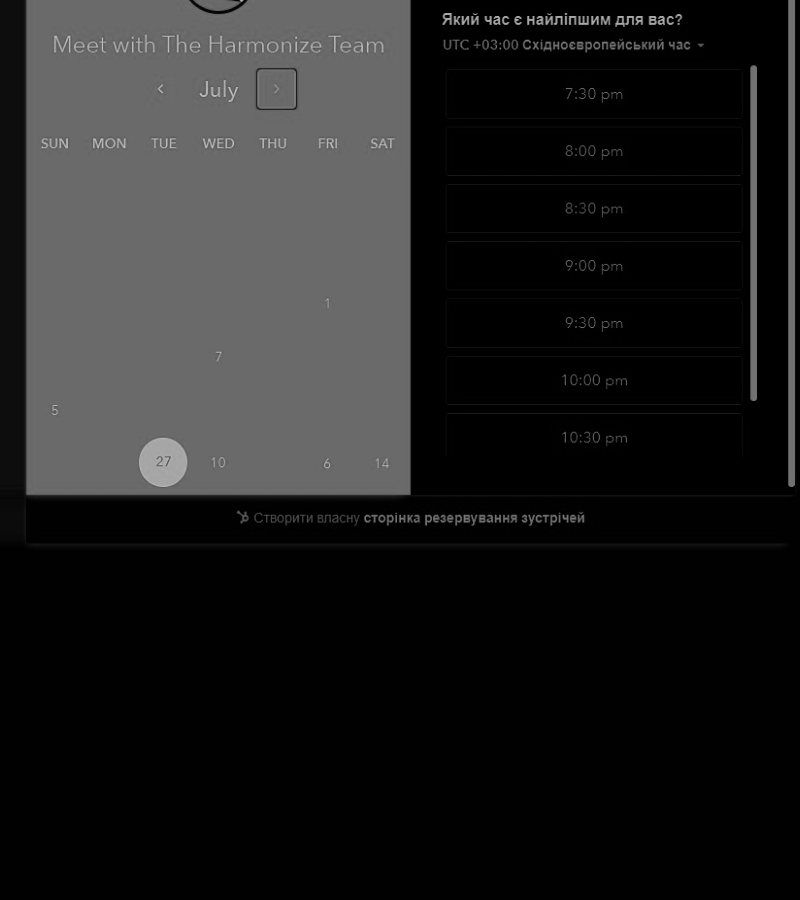 Meet with The Harmonize Team
July
SUN MON TUE WED THU FRI SAT
1
7
5
27 10 6 14
Який час є найліпшим для вас?
UTC +03:00 Східноєвропейський час
7:30 pm
8:00 pm
8:30 pm
9:00 pm
9:30 pm
10:00 pm
10:30 pm
Створити власну сторінка резервування зустрічей